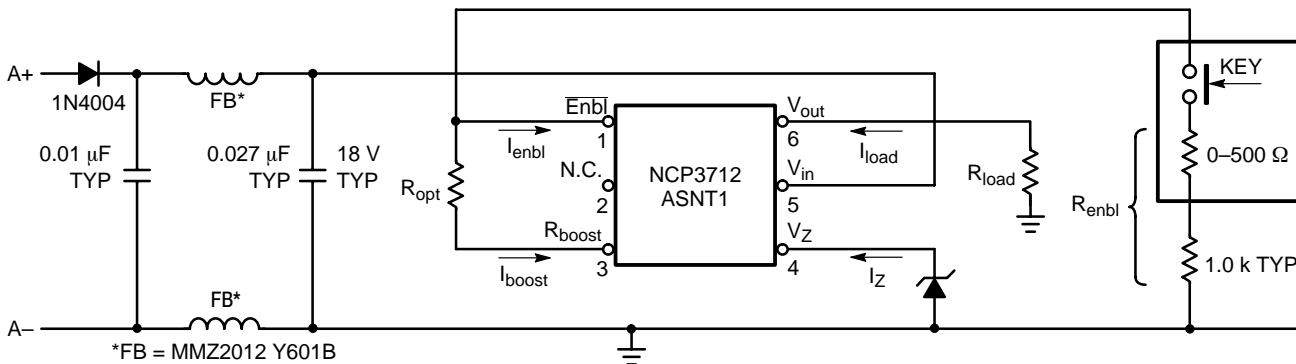 A+
1N4004
FB*
0.01 μF
TYP
0.027 μF
TYP
18 V
TYP
R_opt
Enbl
1
I_enbl
N.C.
2
R_boost
3
I_boost
NCP3712
ASNT1
V_out
6
I_load
V_in
5
V_Z
4
I_Z
R_load
KEY
0–500 Ω
R_enbl
1.0 k TYP
FB*
A–
*FB = MMZ2012 Y601B